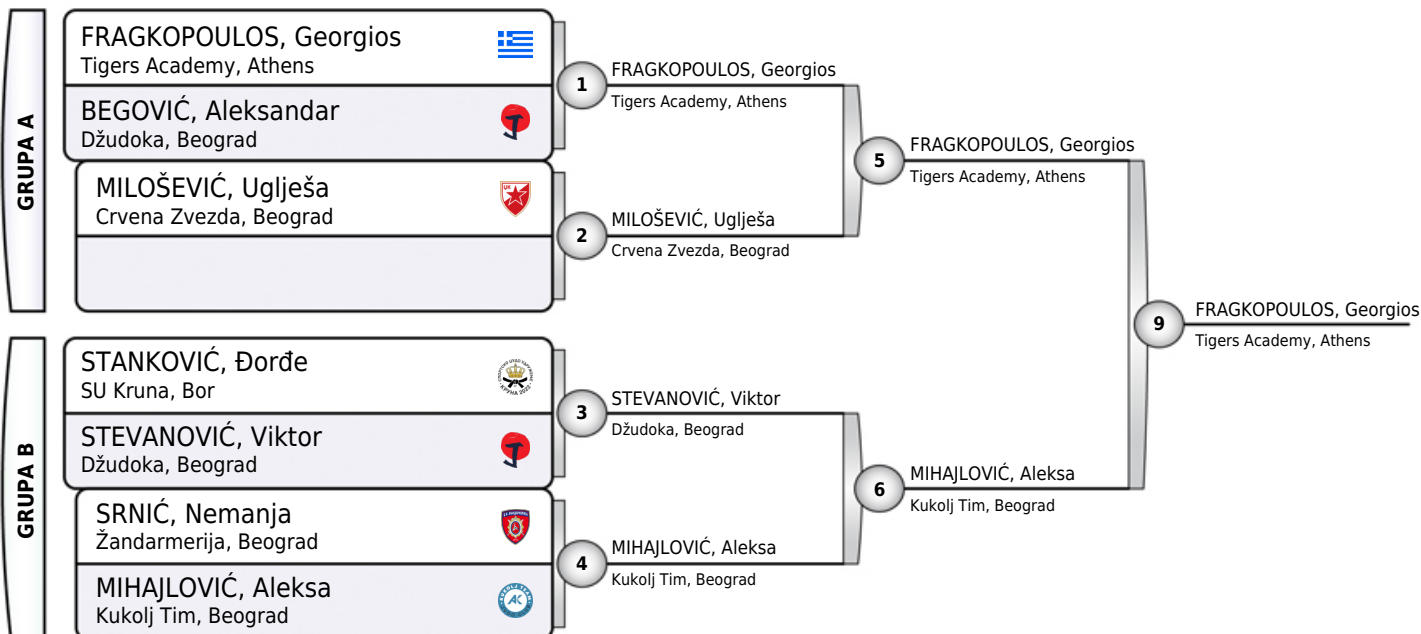 GRUPA A
FRAGKOPOULOS, Georgios
Tigers Academy, Athens
BEGOVIĆ, Aleksandar
Džudoka, Beograd
MILOŠEVIĆ, Uglješa
Crvena Zvezda, Beograd
1
FRAGKOPOULOS, Georgios
Tigers Academy, Athens
2
MILOŠEVIĆ, Uglješa
Crvena Zvezda, Beograd
5
FRAGKOPOULOS, Georgios
Tigers Academy, Athens
GRUPA B
STANKOVIĆ, Đorđe
SU Kruna, Bor
STEVANOVIĆ, Viktor
Džudoka, Beograd
SRNIĆ, Nemanja
Žandarmerija, Beograd
MIHAJLOVIĆ, Aleksa
Kukolj Tim, Beograd
AK
3
STEVANOVIĆ, Viktor
Džudoka, Beograd
4
MIHAJLOVIĆ, Aleksa
Kukolj Tim, Beograd
6
MIHAJLOVIĆ, Aleksa
Kukolj Tim, Beograd
9
FRAGKOPOULOS, Georgios
Tigers Academy, Athens